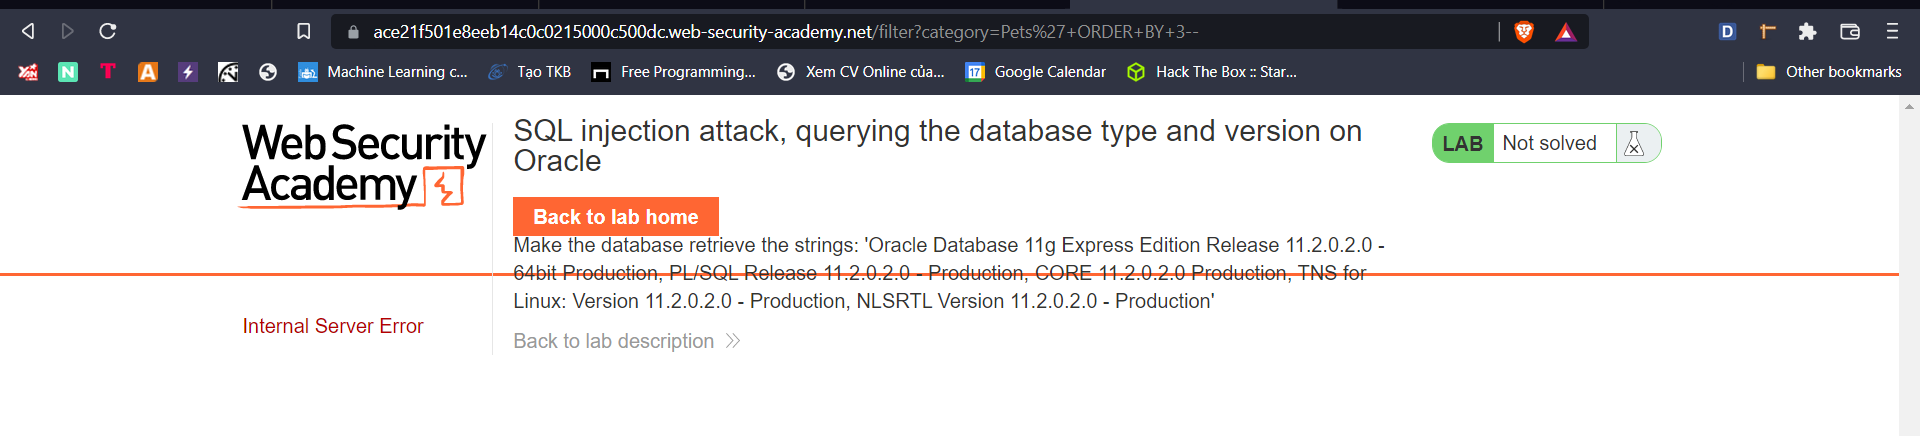 ace21f501e8eeb14c0c0215000c500dc.web-security-academy.net/filter?category=Pets%27+ORDER+BY+3--
D
N T A Machine Learning c... Tạo TKB Free Programming... Xem CV Online của... 17 Google Calendar Hack The Box :: Star... Other bookmarks
Web Security
Academy
SQL injection attack, querying the database type and version on
Oracle
LAB Not solved
Back to lab home
Make the database retrieve the strings: 'Oracle Database 11g Express Edition Release 11.2.0.2.0 -
64bit Production, PL/SQL Release 11.2.0.2.0 - Production, CORE 11.2.0.2.0 Production, TNS for
Linux: Version 11.2.0.2.0 - Production, NLSRTL Version 11.2.0.2.0 - Production'
Internal Server Error
Back to lab description